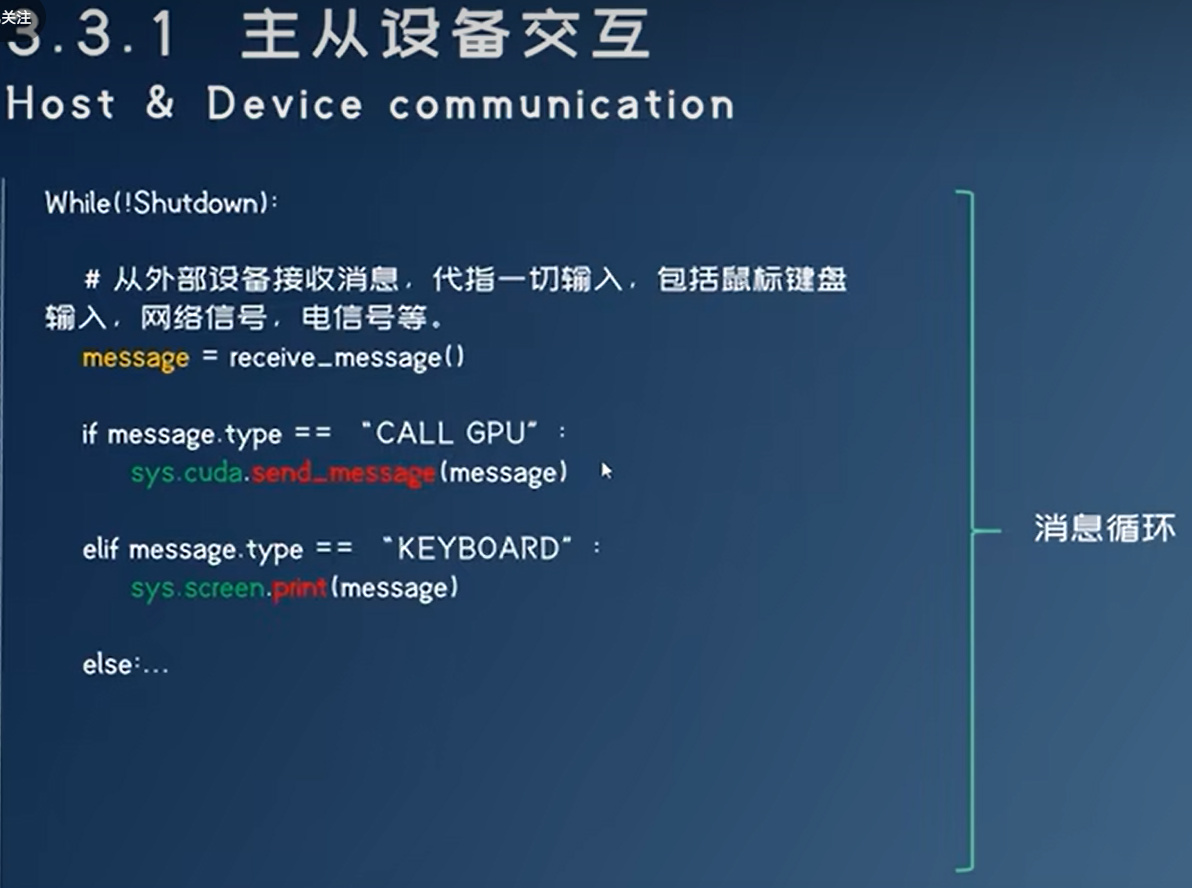 关注
3.3.1 主从设备交互
Host & Device communication
While(!Shutdown):
# 从外部设备接收消息，代指一切输入，包括鼠标键盘
输入，网络信号，电信号等。
message = receive_message()
if message.type == "CALL GPU" :
sys.cuda.send_message(message)
elif message.type == "KEYBOARD" :
sys.screen.print(message)
else:...
消息循环